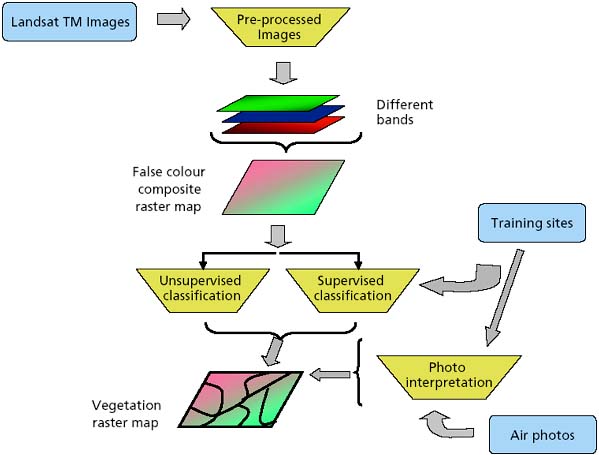 Landsat TM Images
Pre-processed
Images
Different
bands
False colour
composite
raster map
Training sites
Unsupervised
classification
Supervised
classification
Photo
interpretation
Vegetation
raster map
Air photos